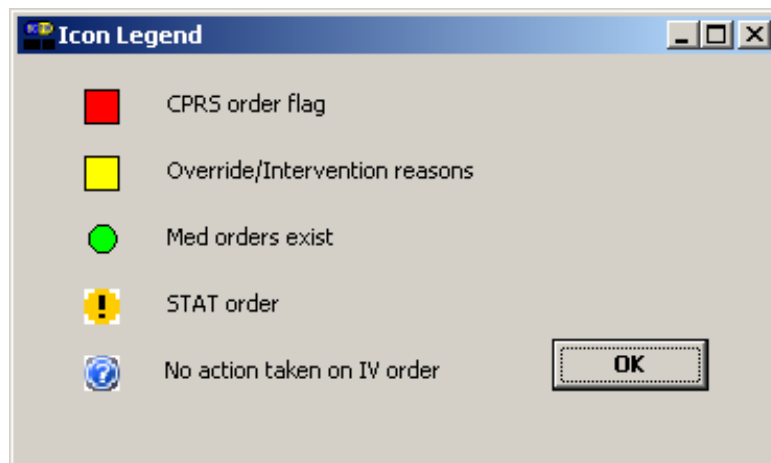 Icon Legend
CPRS order flag
Override/Intervention reasons
Med orders exist
STAT order
No action taken on IV order
OK